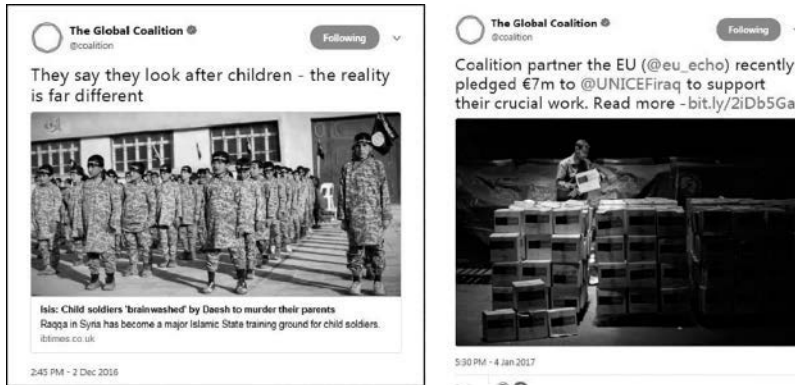 The Global Coalition
@coalition
Following
They say they look after children - the reality
is far different
Isis: Child soldiers 'brainwashed' by Daesh to murder their parents
Raqqa in Syria has become a major Islamic State training ground for child soldiers.
ibtimes.co.uk
2:45 PM - 2 Dec 2016
The Global Coalition
@coalition
Following
Coalition partner the EU (@eu_echo) recently
pledged €7m to @UNICEFiraq to support
their crucial work. Read more - bit.ly/2iDb5Ga
5:30 PM - 4 Jan 2017